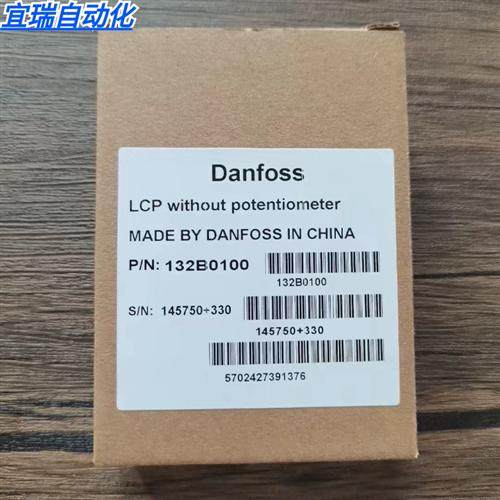 宜瑞自动化
Danfoss
LCP without potentiometer
MADE BY DANFOSS IN CHINA
P/N: 132B0100
132B0100
S/N: 145750÷330
145750+330
5702427391376